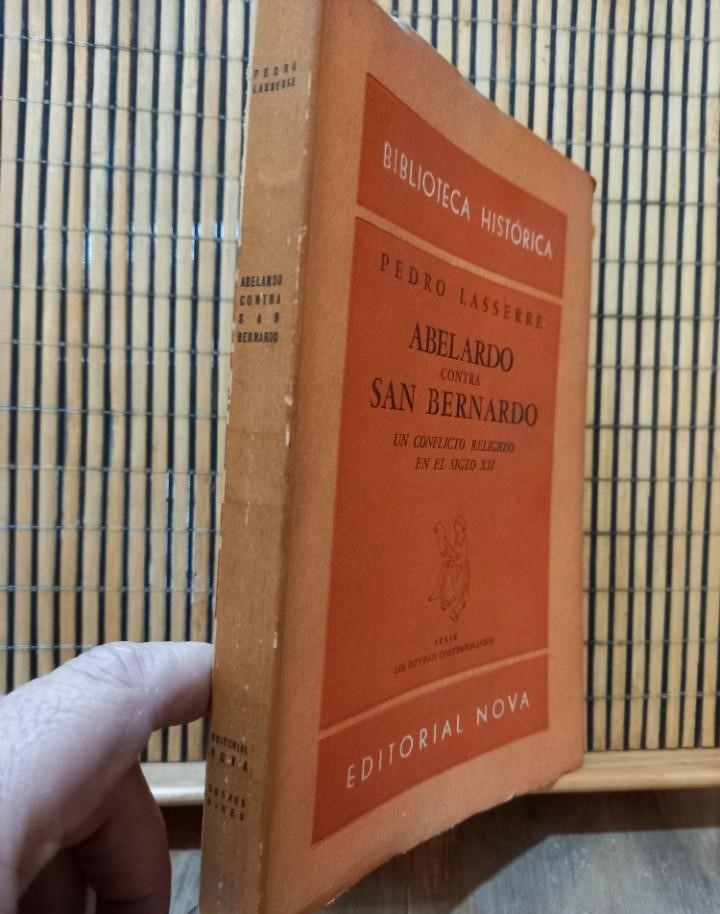 PEDRO
LASSERRE
ABELARDO
CONTRA
SAN
BERNARDO
EDITORIAL
NOVA
BUENOS
AIRES
BIBLIOTECA HISTÓRICA
PEDRO LASSERRE
ABELARDO
CONTRA
SAN BERNARDO
UN CONFLICTO RELIGIOSO
EN EL SIGLO XII
SERIE
LOS ESTUDIOS CONTEMPORÁNEOS
EDITORIAL NOVA